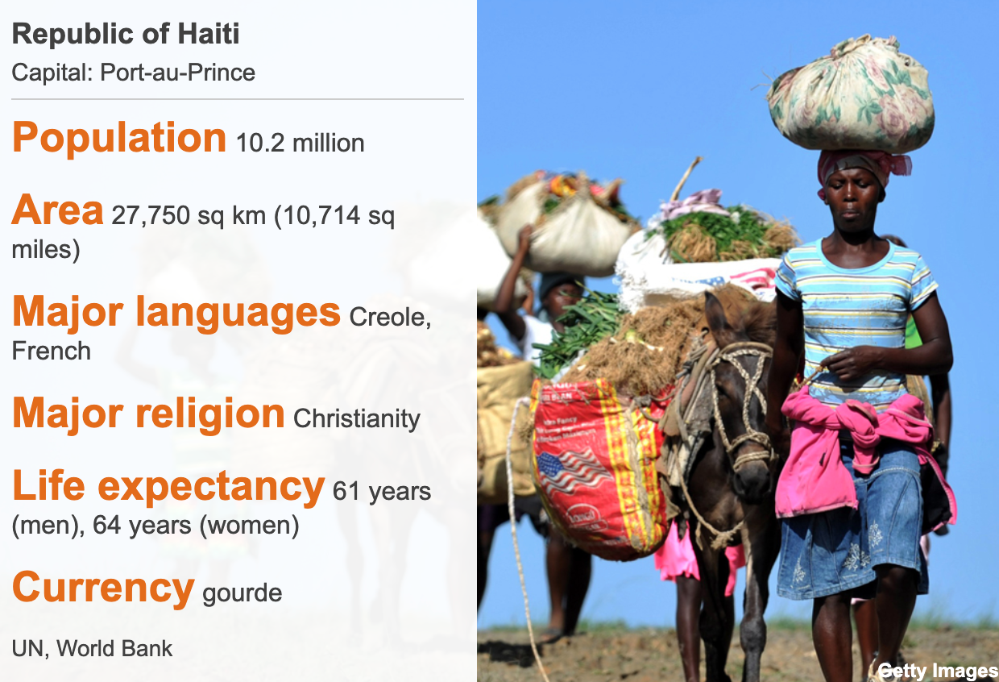 Republic of Haiti
Capital: Port-au-Prince
Population 10.2 million
Area 27,750 sq km (10,714 sq
miles)
Major languages Creole,
French
Major religion Christianity
Life expectancy 61 years
(men), 64 years (women)
Currency gourde
UN, World Bank
Fancy
Getty Images